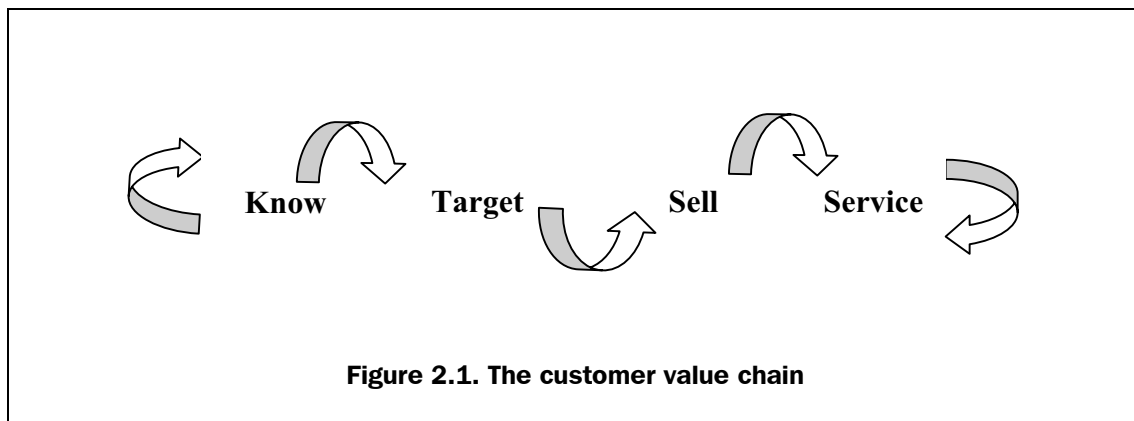 Know Target Sell Service
Figure 2.1. The customer value chain